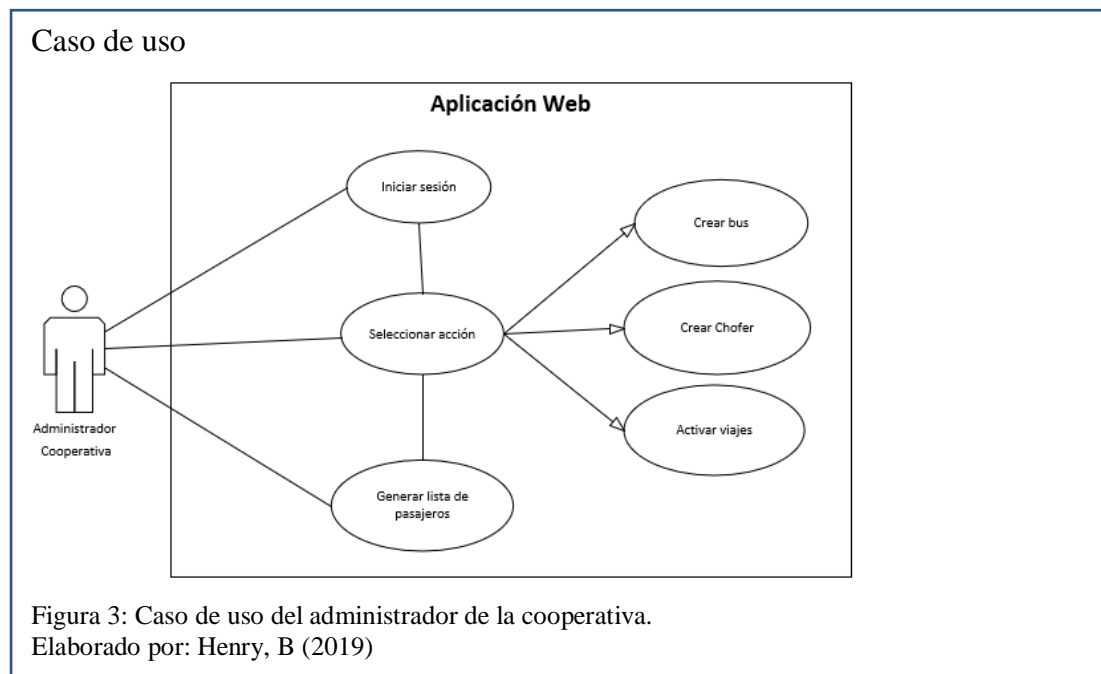 Caso de uso
Aplicación Web
Iniciar sesión
Crear bus
Seleccionar acción
Crear Chofer
Activar viajes
Administrador
Cooperativa
Generar lista de
pasajeros
Figura 3: Caso de uso del administrador de la cooperativa.
Elaborado por: Henry, B (2019)